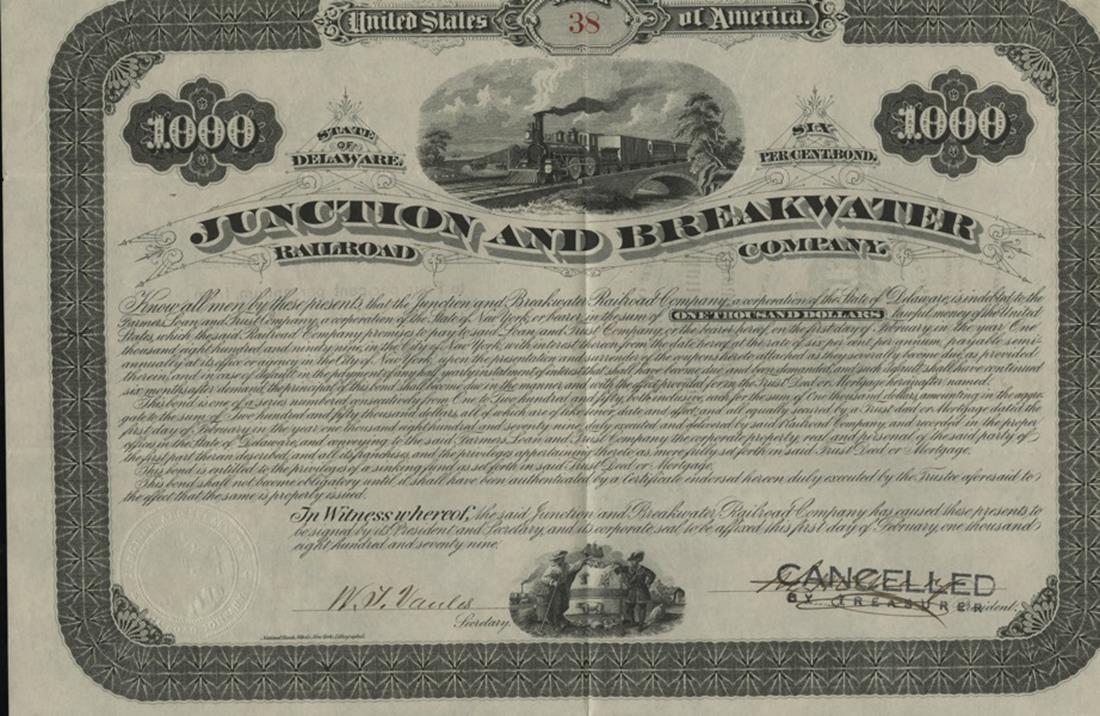 United States 38 of America.
1000 1000
STATE OF DELAWARE.
SIX PER CENT. BOND.
JUNCTION AND BREAKWATER
RAILROAD COMPANY.
Know all men by these presents that the Junction and Breakwater Railroad Company, a corporation of the State of Delaware, is indebted to the
Farmers Loan and Trust Company, a corporation of the State of New York, or bearer, in the sum of ONE THOUSAND DOLLARS lawful money of the United
States, which the said Railroad Company promises to pay to said Loan and Trust Company, or the bearer hereof, on the first day of February, in the year One
thousand eight hundred and ninety nine, in the City of New York, with interest thereon from the date hereof at the rate of six per cent per annum, payable semi-
annually at its office or agency in the City of New York, upon the presentation and surrender of the coupons hereto attached as they severally become due, as provided
therein, and in case of default in the payment of any half yearly instalment of interest that shall have become due and been demanded, and such default shall have continued
six months after demand, the principal of this bond shall become due in the manner and with the effect provided for in the Trust Deed or Mortgage hereinafter named.
This bond is one of a series numbered consecutively from One to Two hundred and fifty, both inclusive, each for the sum of One thousand dollars, amounting in the aggre-
gate to the sum of Two hundred and fifty thousand dollars, all of which are of like tenor, date and effect, and all equally secured by a Trust deed or Mortgage dated the
first day of February in the year one thousand eight hundred and seventy nine, duly executed and delivered by said Railroad Company, and recorded in the proper
offices in the State of Delaware, and conveying to the said Farmers Loan and Trust Company the corporate property, real and personal of the said party of
the first part therein described, and all its franchises, and the privileges appertaining thereto as, more fully set forth in said Trust Deed or Mortgage.
This bond is entitled to the privileges of a sinking fund as set forth in said Trust Deed or Mortgage.
This bond shall not become obligatory until it shall have been authenticated by a Certificate indorsed hereon duly executed by the Trustee aforesaid to
the effect that the same is properly issued.
In Witness whereof, the said Junction and Breakwater Railroad Company has caused these presents to
be signed by its President and Secretary, and its corporate seal, to be affixed, this first day of February, one thousand
eight hundred and seventy nine.
CANCELLED
BY TREASURER
Secretary. President.